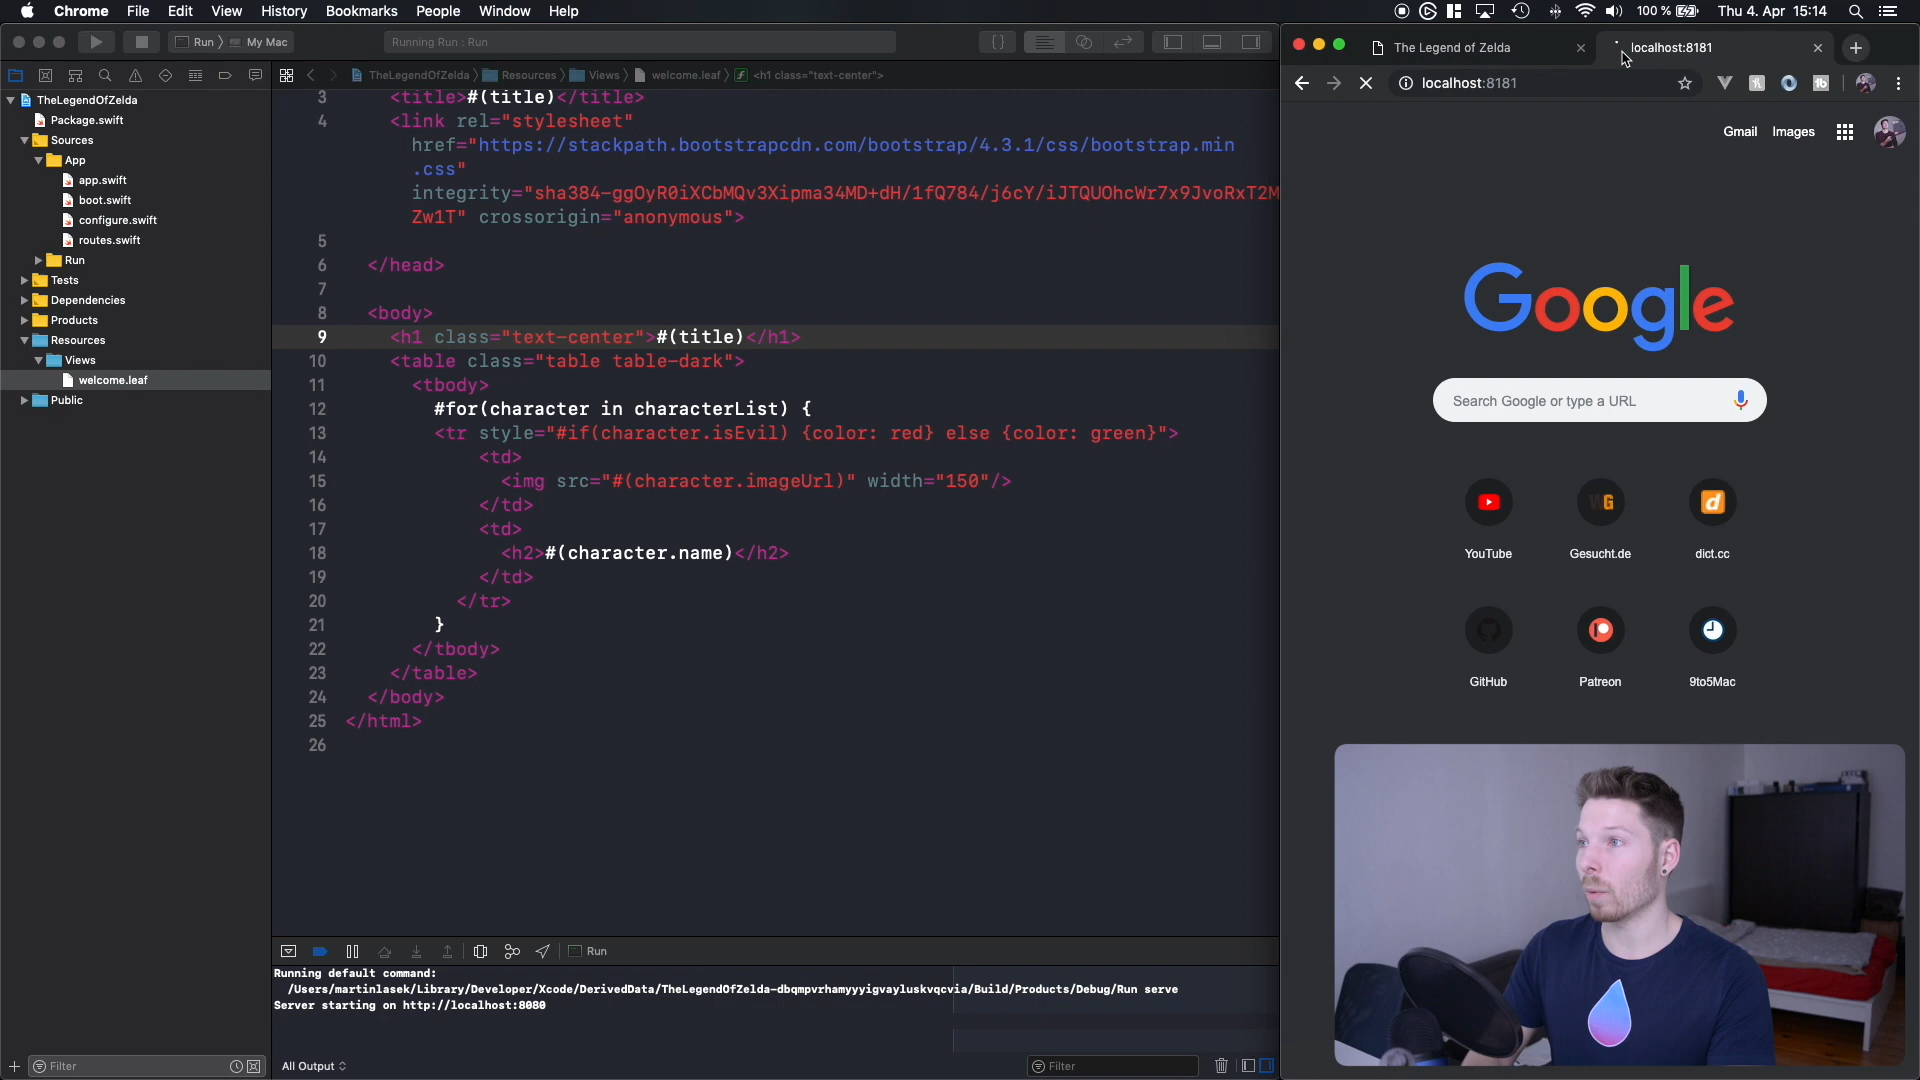 Chrome File Edit View History Bookmarks People Window Help
100 % Thu 4. Apr 15:14
Run My Mac
Running Run : Run
TheLegendOfZelda Resources Views welcome.leaf <h1 class="text-center">
TheLegendOfZelda
Package.swift
Sources
App
app.swift
boot.swift
configure.swift
routes.swift
Run
Tests
Dependencies
Products
Resources
Views
welcome.leaf
Public
Filter
3 <title>#(title)</title>
4 <link rel="stylesheet"
href="https://stackpath.bootstrapcdn.com/bootstrap/4.3.1/css/bootstrap.min
.css"
integrity="sha384-ggOyR0iXCbMQv3Xipma34MD+dH/1fQ784/j6cY/iJTQUOhcWr7x9JvoRxT2M
Zw1T" crossorigin="anonymous">
5
6 </head>
7
8 <body>
9 <h1 class="text-center">#(title)</h1>
10 <table class="table table-dark">
11 <tbody>
12 #for(character in characterList) {
13 <tr style="#if(character.isEvil) {color: red} else {color: green}">
14 <td>
15 <img src="#(character.imageUrl)" width="150"/>
16 </td>
17 <td>
18 <h2>#(character.name)</h2>
19 </td>
20 </tr>
21 }
22 </tbody>
23 </table>
24 </body>
25 </html>
26
Run
Running default command:
/Users/martinlasek/Library/Developer/Xcode/DerivedData/TheLegendOfZelda-dbqmpvrhamyyyigvayluskvqcvia/Build/Products/Debug/Run serve
Server starting on http://localhost:8080
All Output
Filter
The Legend of Zelda
localhost:8181
localhost:8181
Gmail Images
Google
Search Google or type a URL
YouTube
Gesucht.de
dict.cc
GitHub
Patreon
9to5Mac